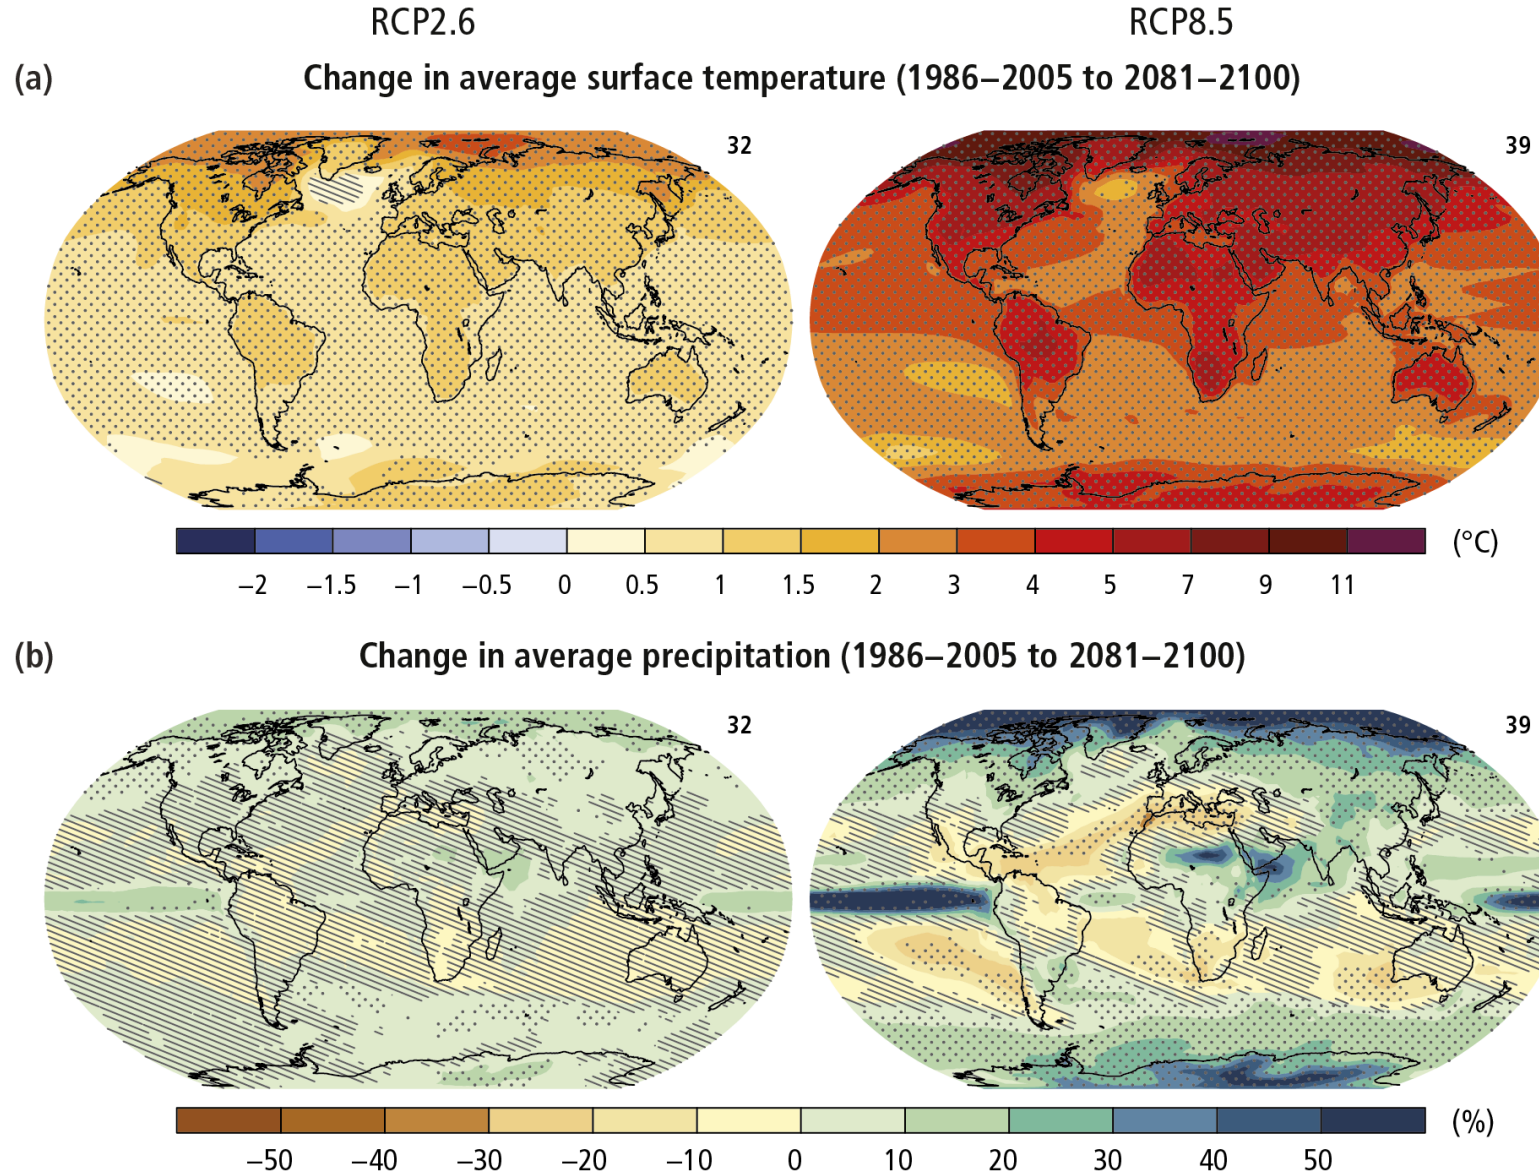 RCP2.6 RCP8.5
(a) Change in average surface temperature (1986–2005 to 2081–2100)
32 39
−2 −1.5 −1 −0.5 0 0.5 1 1.5 2 3 4 5 7 9 11 (°C)
(b) Change in average precipitation (1986–2005 to 2081–2100)
32 39
−50 −40 −30 −20 −10 0 10 20 30 40 50 (%)